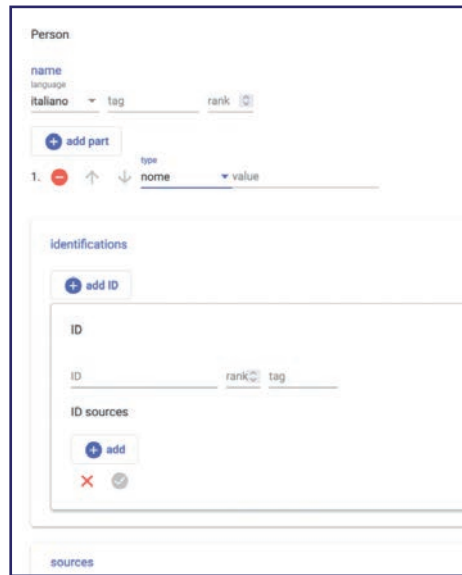 Person
name
language
italiano tag rank
add part
type
1. nome value
identifications
add ID
ID
ID rank tag
ID sources
add
sources